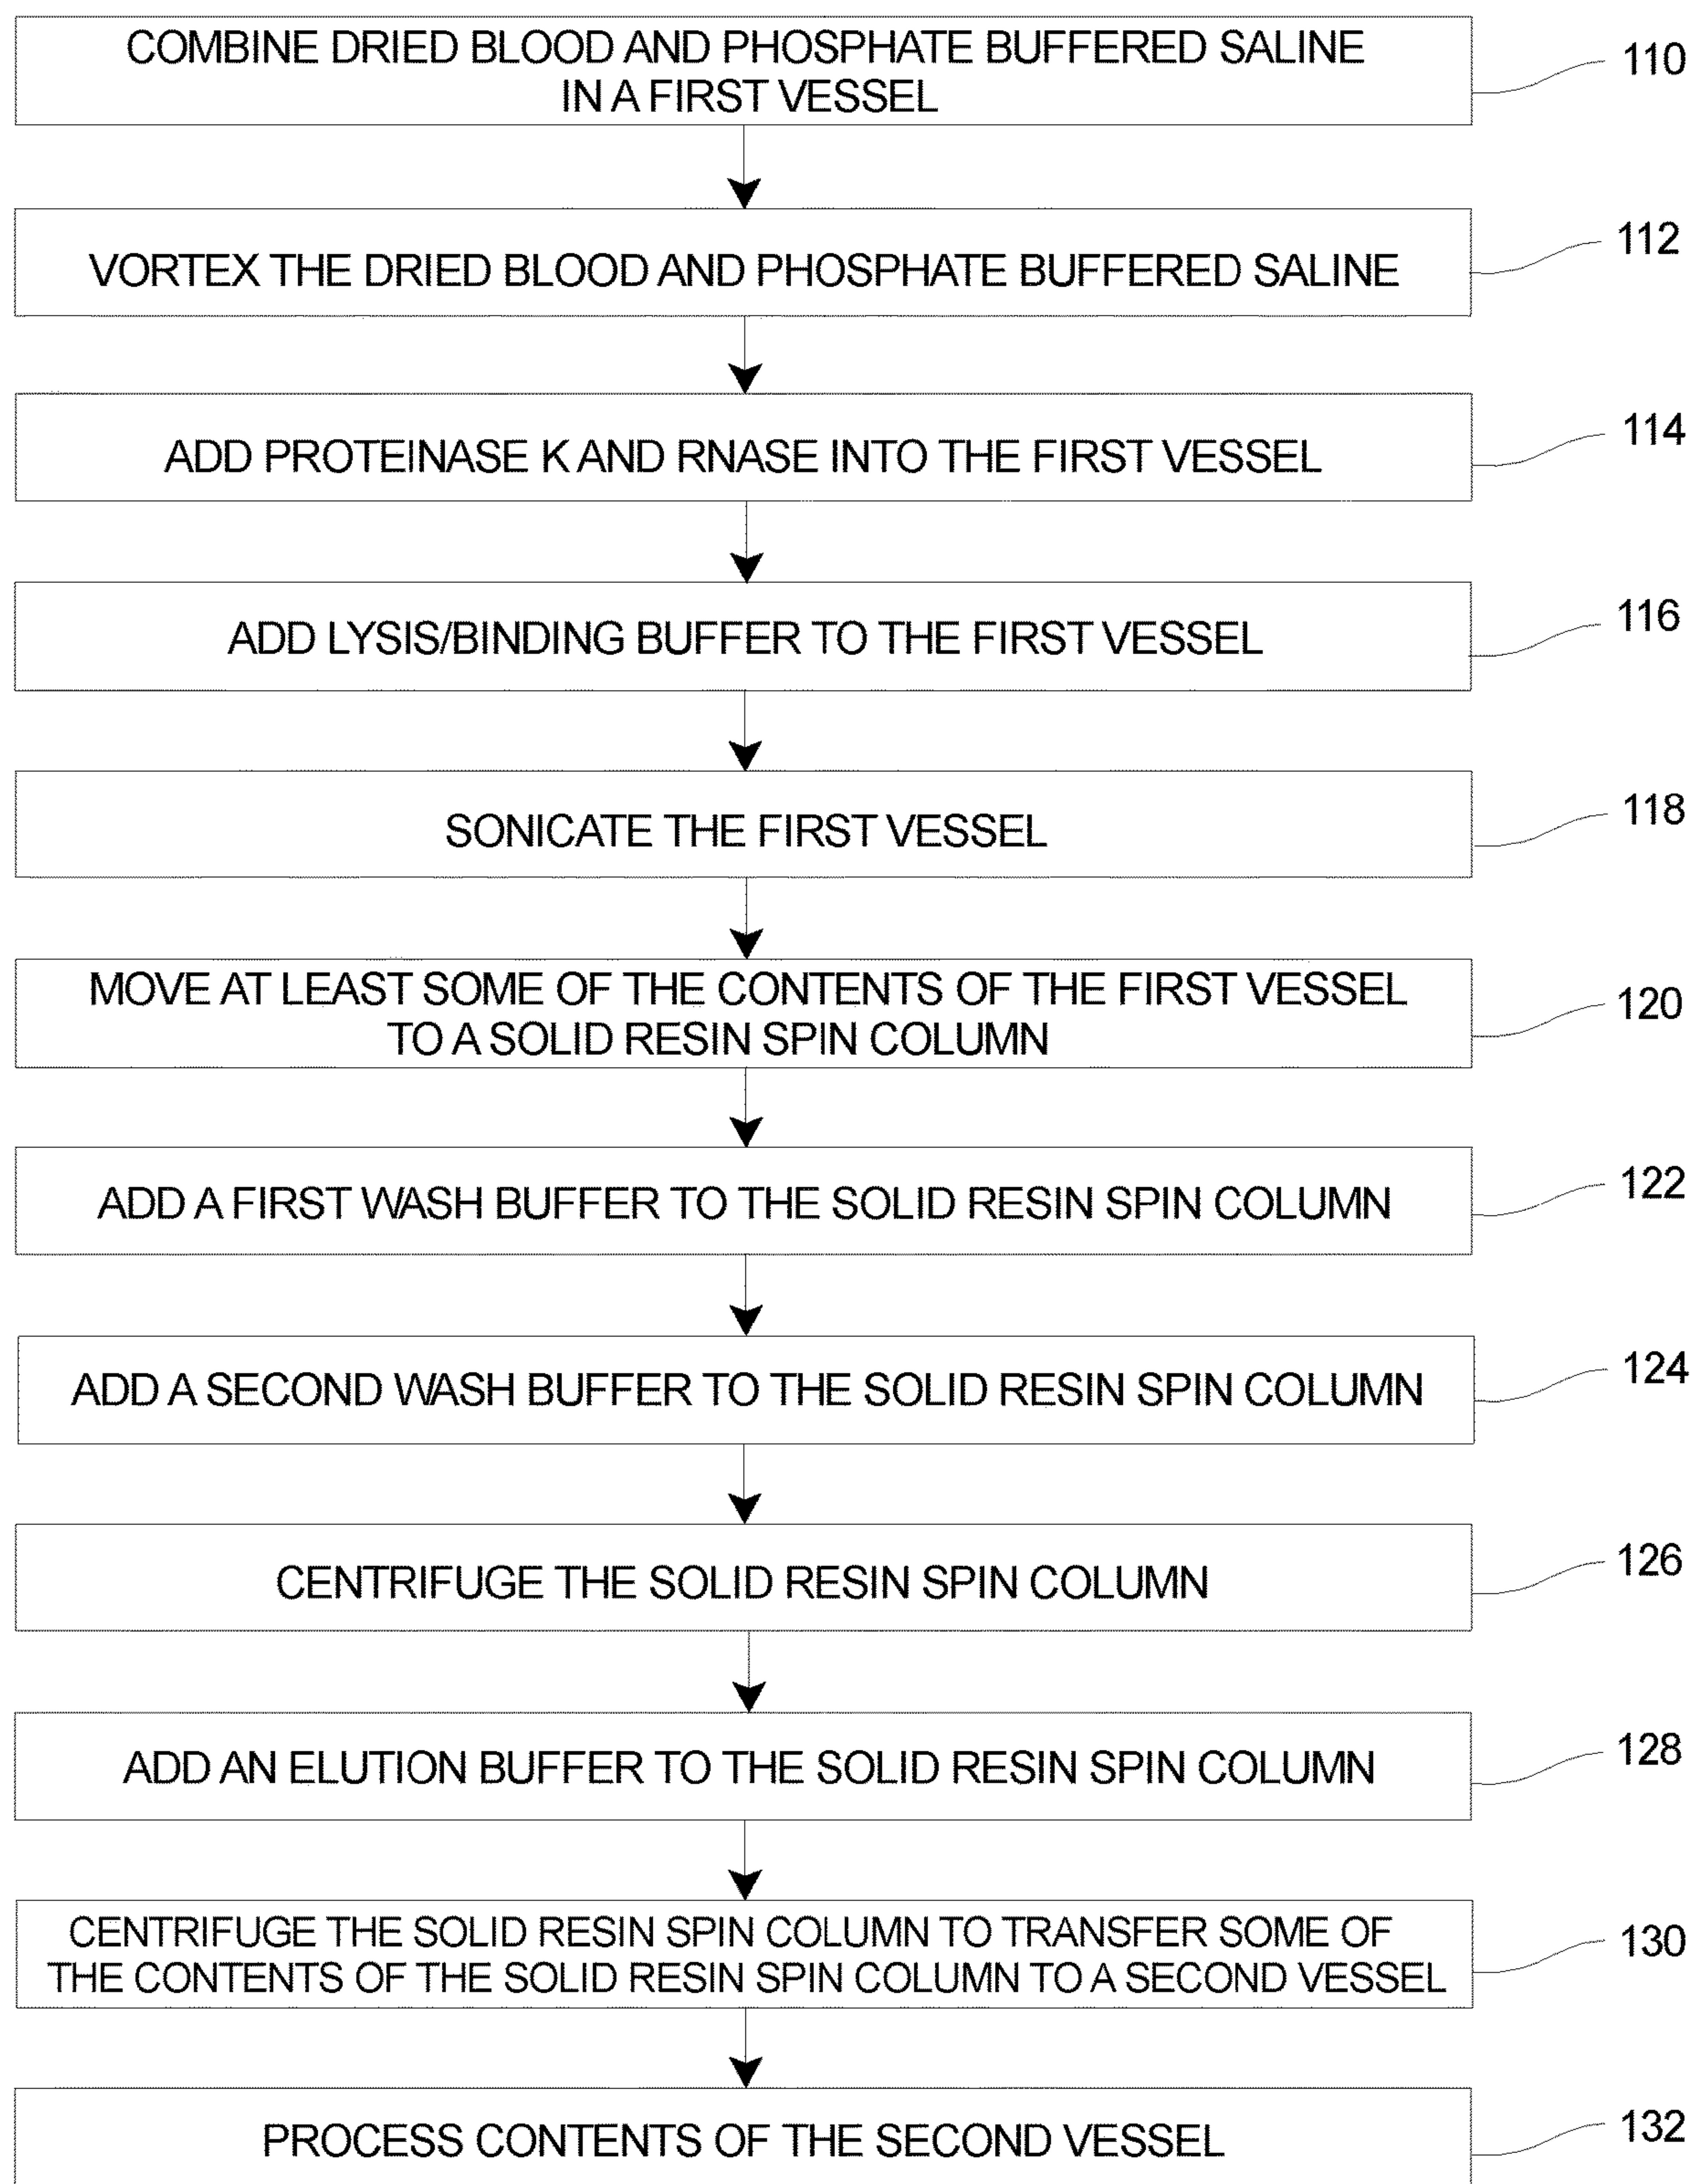 COMBINE DRIED BLOOD AND PHOSPHATE BUFFERED SALINE
IN A FIRST VESSEL
110
VORTEX THE DRIED BLOOD AND PHOSPHATE BUFFERED SALINE
112
ADD PROTEINASE K AND RNASE INTO THE FIRST VESSEL
114
ADD LYSIS/BINDING BUFFER TO THE FIRST VESSEL
116
SONICATE THE FIRST VESSEL
118
MOVE AT LEAST SOME OF THE CONTENTS OF THE FIRST VESSEL
TO A SOLID RESIN SPIN COLUMN
120
ADD A FIRST WASH BUFFER TO THE SOLID RESIN SPIN COLUMN
122
ADD A SECOND WASH BUFFER TO THE SOLID RESIN SPIN COLUMN
124
CENTRIFUGE THE SOLID RESIN SPIN COLUMN
126
ADD AN ELUTION BUFFER TO THE SOLID RESIN SPIN COLUMN
128
CENTRIFUGE THE SOLID RESIN SPIN COLUMN TO TRANSFER SOME OF
THE CONTENTS OF THE SOLID RESIN SPIN COLUMN TO A SECOND VESSEL
130
PROCESS CONTENTS OF THE SECOND VESSEL
132